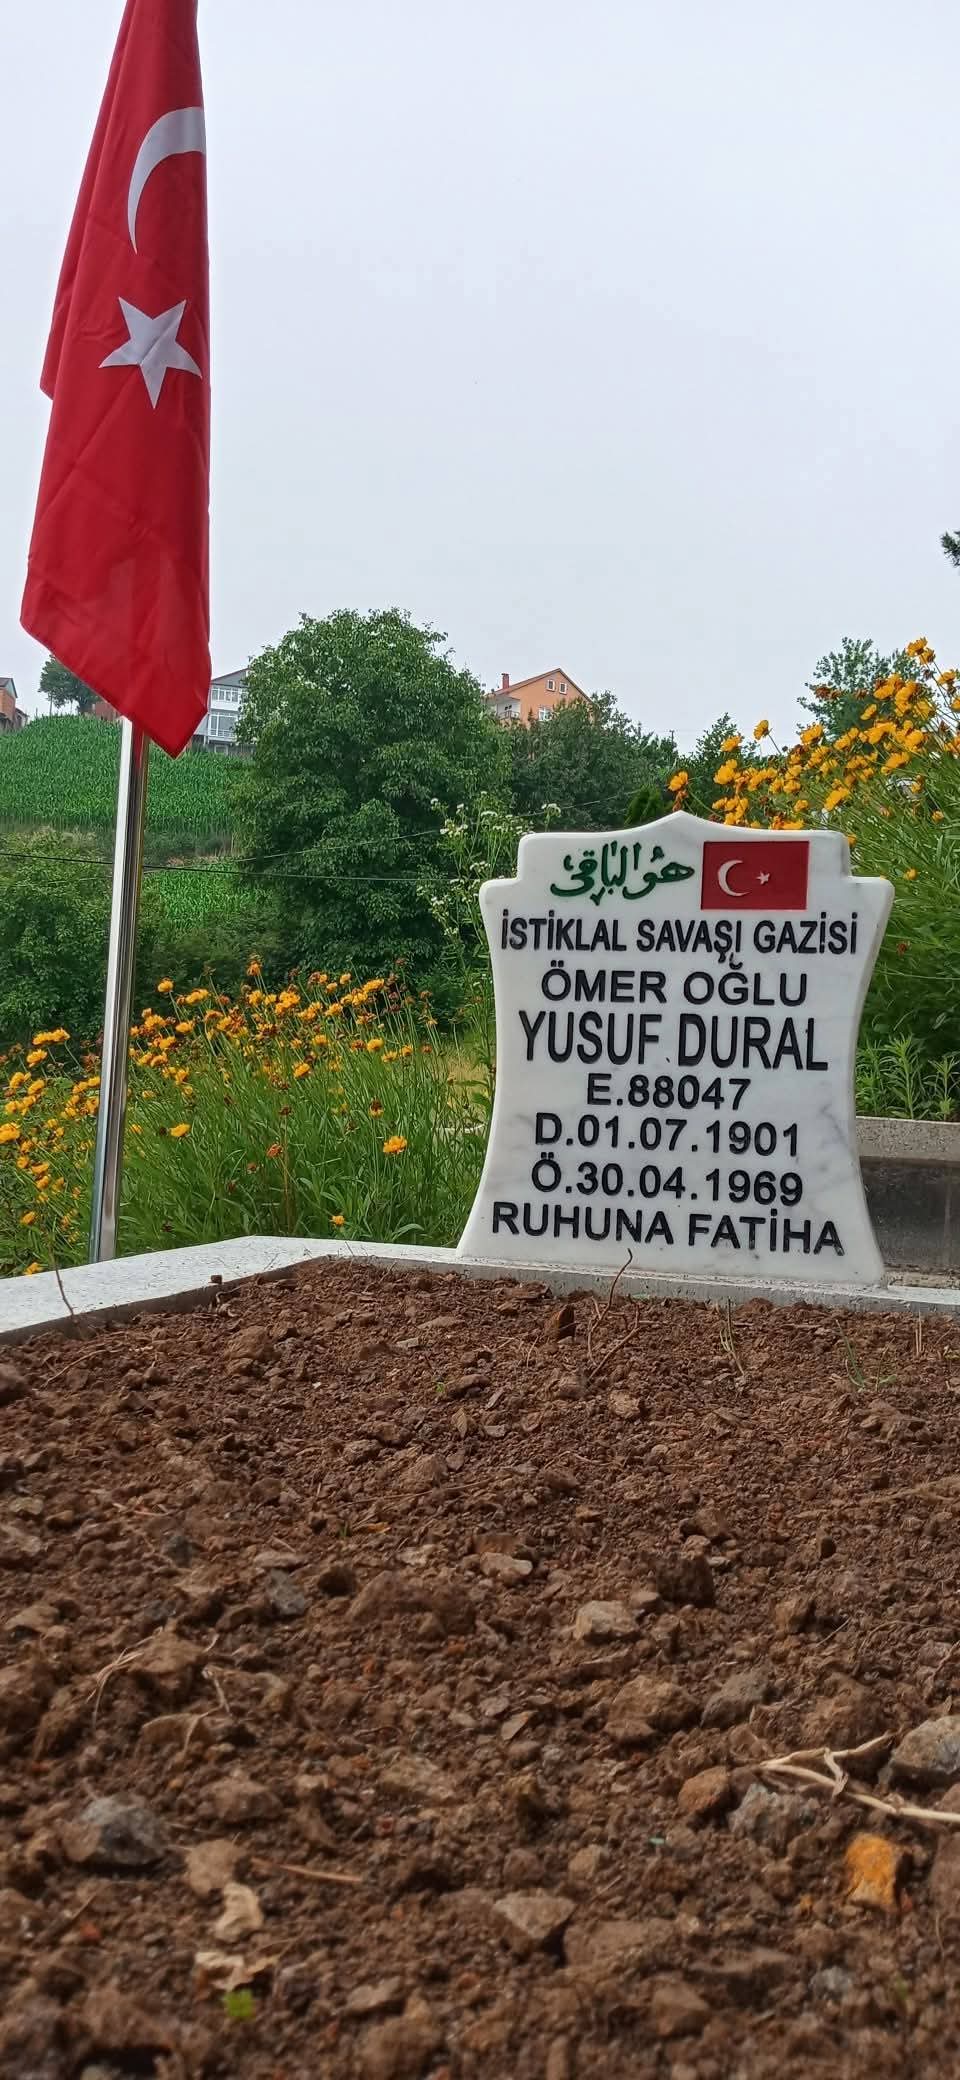 هو الباقي
İSTİKLAL SAVAŞI GAZİSİ
ÖMER OĞLU
YUSUF DURAL
E.88047
D.01.07.1901
Ö.30.04.1969
RUHUNA FATİHA